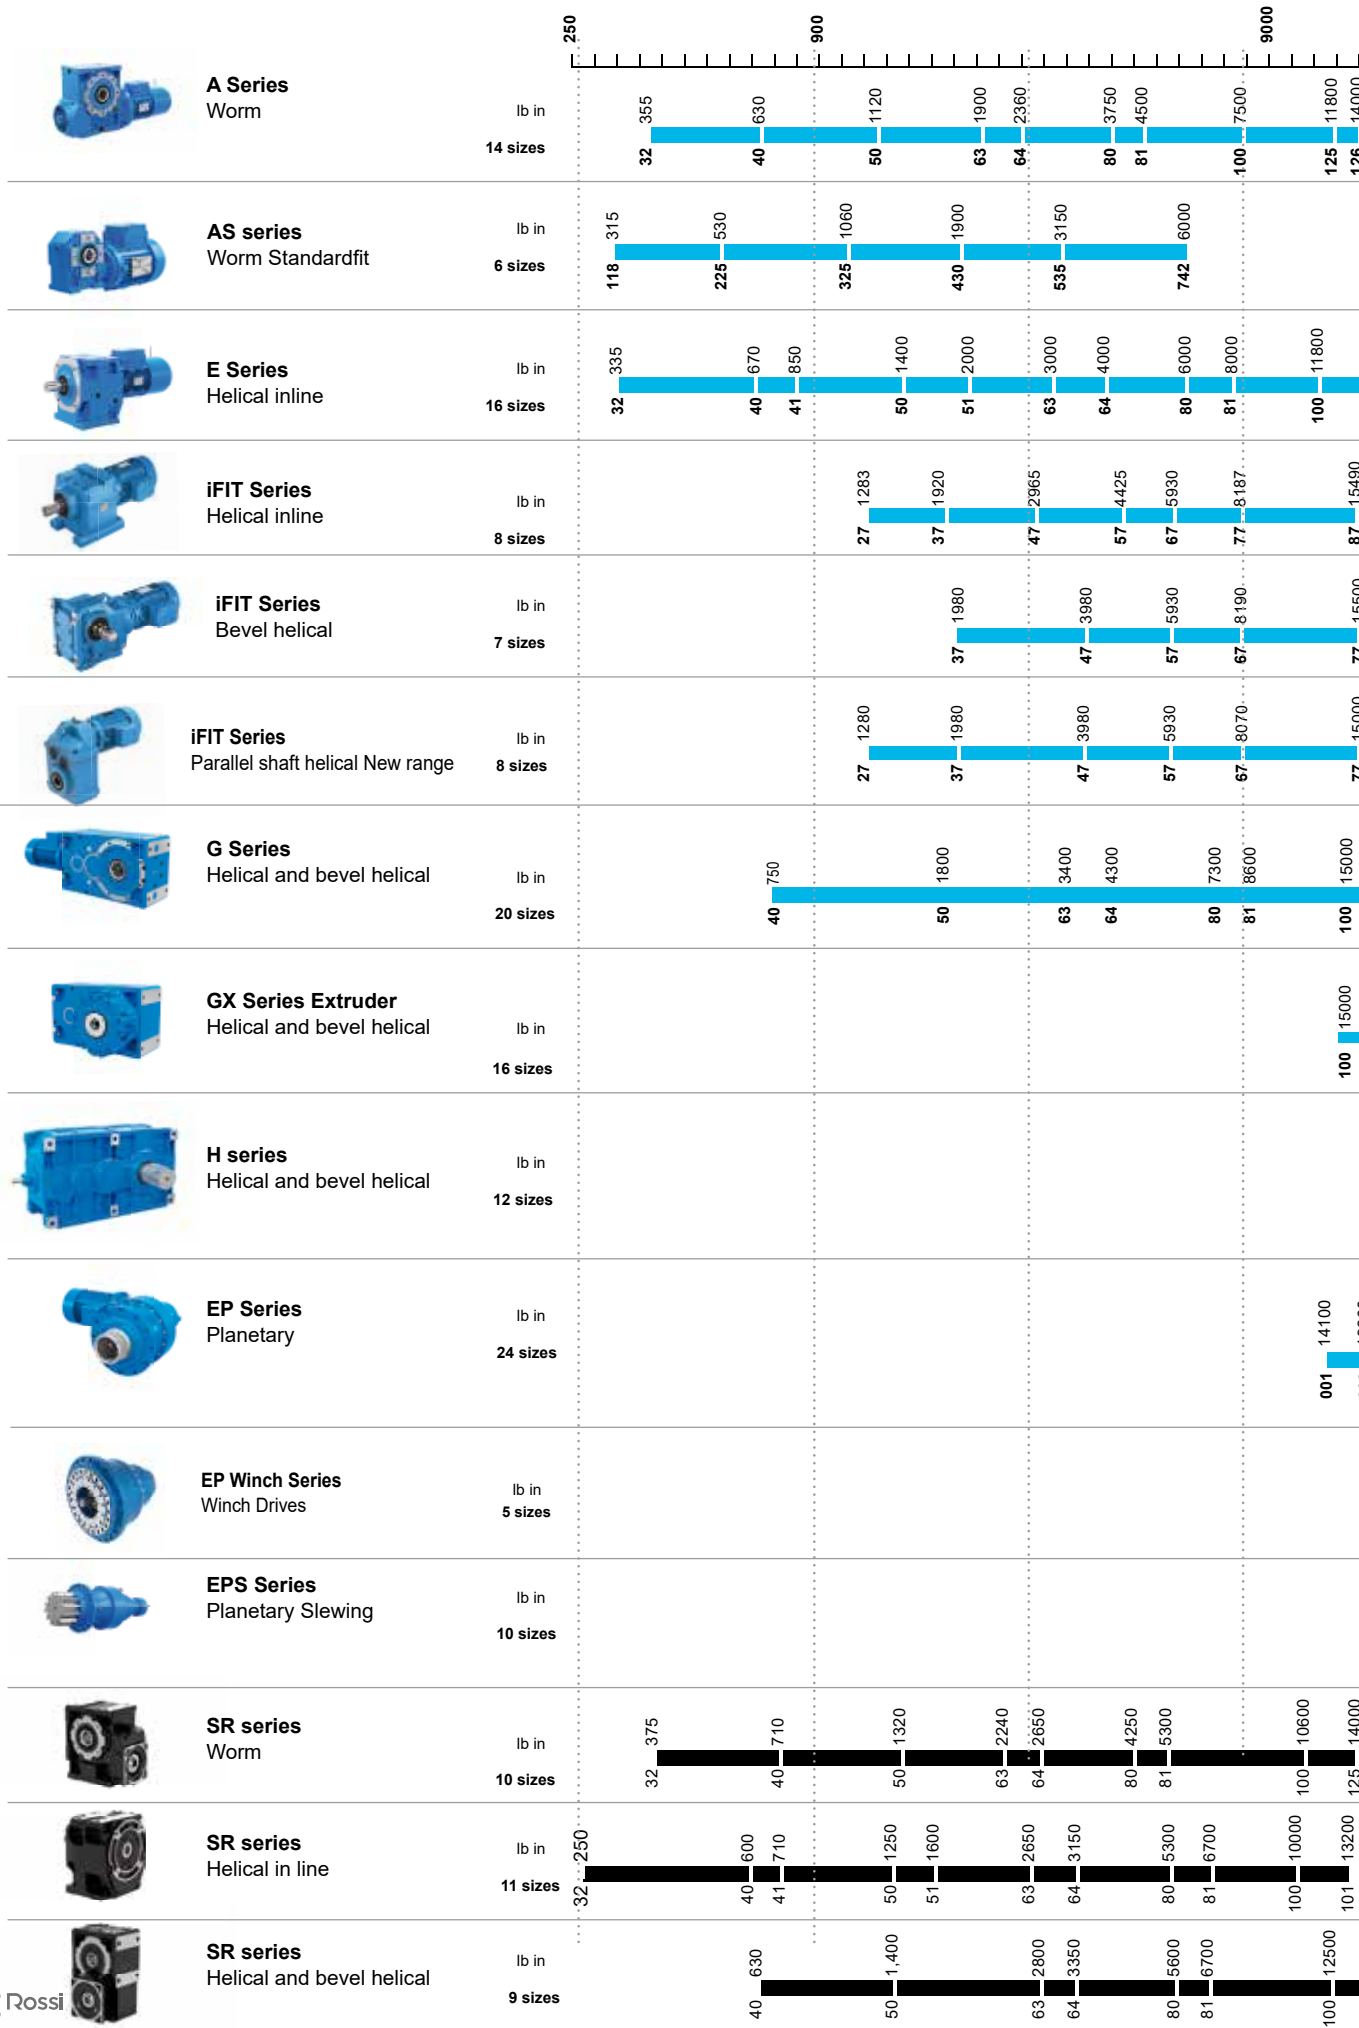 250 900 9000
A Series
Worm
lb in
14 sizes
355 630 1120 1900 2360 3750 4500 7500 11800 14000
32 40 50 63 64 80 81 100 125 126
AS series
Worm Standardfit
lb in
6 sizes
315 530 1060 1900 3150 6000
118 225 325 430 535 742
E Series
Helical inline
lb in
16 sizes
335 670 850 1400 2000 3000 4000 6000 8000 11800
32 40 41 50 51 63 64 80 81 100
iFIT Series
Helical inline
lb in
8 sizes
1283 1920 2965 4425 5930 8187 15490
27 37 47 57 67 77 87
iFIT Series
Bevel helical
lb in
7 sizes
1980 3980 5930 8190 15500
37 47 57 67 77
iFIT Series
Parallel shaft helical New range
lb in
8 sizes
1280 1980 3980 5930 8070 15000
27 37 47 57 67 77
G Series
Helical and bevel helical
lb in
20 sizes
750 1800 3400 4300 7300 8600 15000
40 50 63 64 80 81 100
GX Series Extruder
Helical and bevel helical
lb in
16 sizes
15000
100
H series
Helical and bevel helical
lb in
12 sizes
EP Series
Planetary
lb in
24 sizes
14100
001
EP Winch Series
Winch Drives
lb in
5 sizes
EPS Series
Planetary Slewing
lb in
10 sizes
SR series
Worm
lb in
10 sizes
375 710 1320 2240 2650 4250 5300 10600 14000
32 40 50 63 64 80 81 100 125
SR series
Helical in line
lb in
11 sizes
250 600 710 1250 1600 2650 3150 5300 6700 10000 13200
32 40 41 50 51 63 64 80 81 100 101
SR series
Helical and bevel helical
lb in
9 sizes
630 1,400 2800 3350 5600 6700 12500
40 50 63 64 80 81 100
Rossi